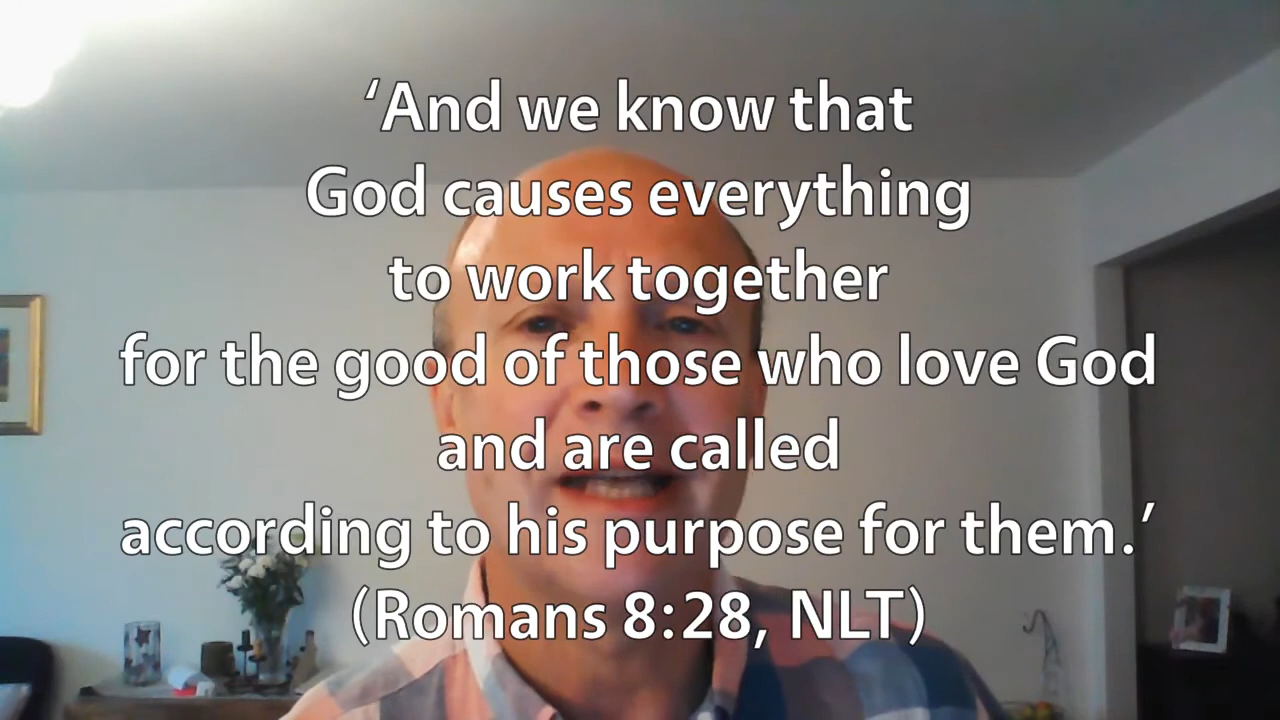 ‘And we know that
God causes everything
to work together
for the good of those who love God
and are called
according to his purpose for them.’
(Romans 8:28, NLT)